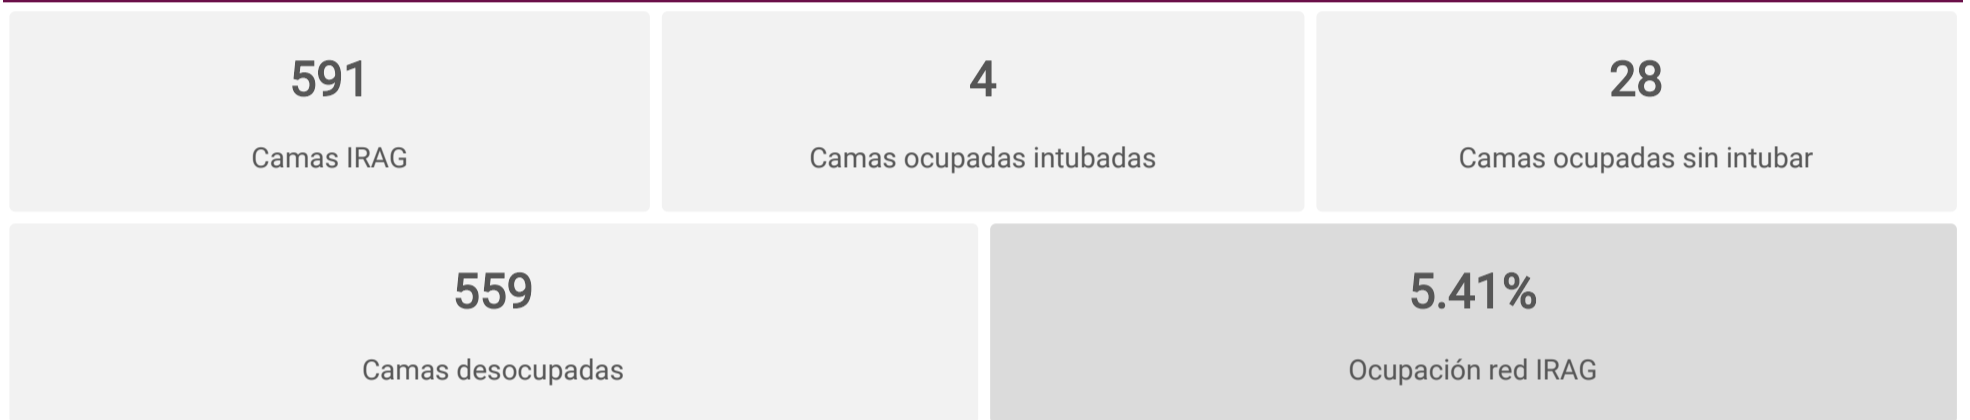 591
Camas IRAG
4
Camas ocupadas intubadas
28
Camas ocupadas sin intubar
559
Camas desocupadas
5.41%
Ocupación red IRAG